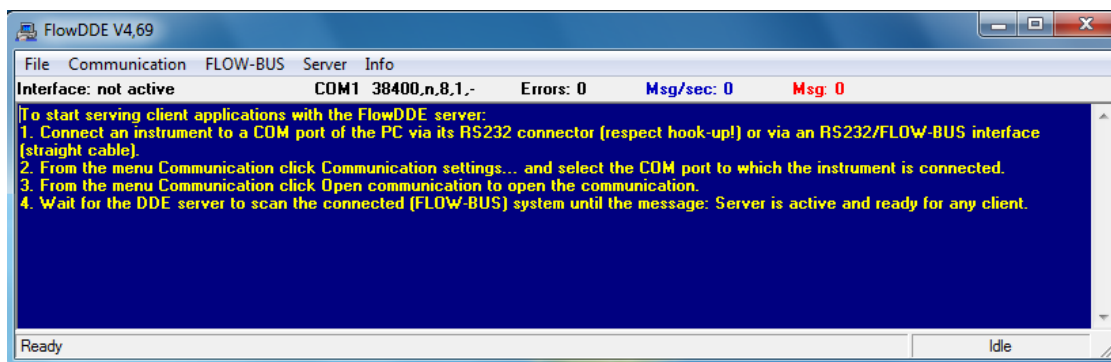 FlowDDE V4,69
File Communication FLOW-BUS Server Info
Interface: not active COM1 38400,n,8,1,- Errors: 0 Msg/sec: 0 Msg: 0
To start serving client applications with the FlowDDE server:
1. Connect an instrument to a COM port of the PC via its RS232 connector (respect hook-up!) or via an RS232/FLOW-BUS interface
(straight cable).
2. From the menu Communication click Communication settings... and select the COM port to which the instrument is connected.
3. From the menu Communication click Open communication to open the communication.
4. Wait for the DDE server to scan the connected (FLOW-BUS) system until the message: Server is active and ready for any client.
Ready Idle